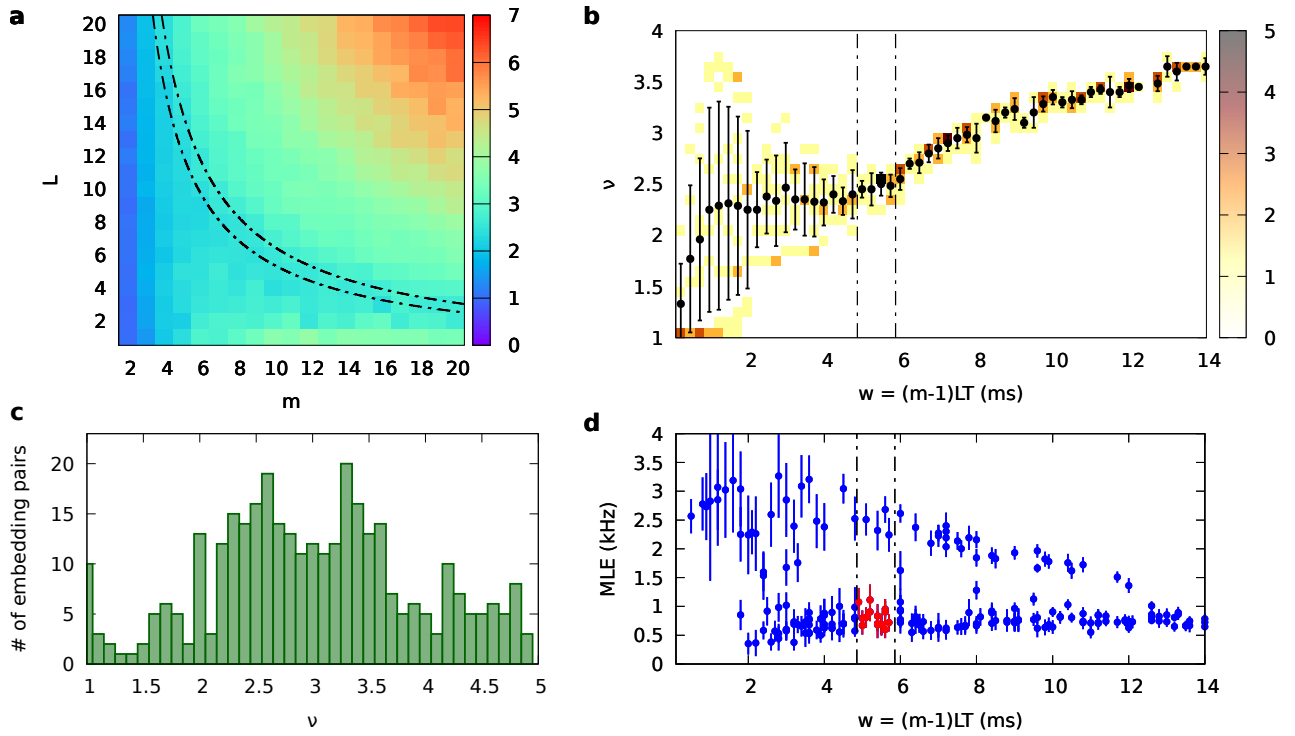 a
20
18
16
14
12
10
8
6
4
2
L
2 4 6 8 10 12 14 16 18 20
m
7
6
5
4
3
2
1
0
b
4
3.5
3
2.5
2
1.5
1
ν
2 4 6 8 10 12 14
w = (m-1)LT (ms)
5
4
3
2
1
0
c
20
15
10
5
0
# of embedding pairs
1 1.5 2 2.5 3 3.5 4 4.5 5
ν
d
4
3.5
3
2.5
2
1.5
1
0.5
0
MLE (kHz)
2 4 6 8 10 12 14
w = (m-1)LT (ms)